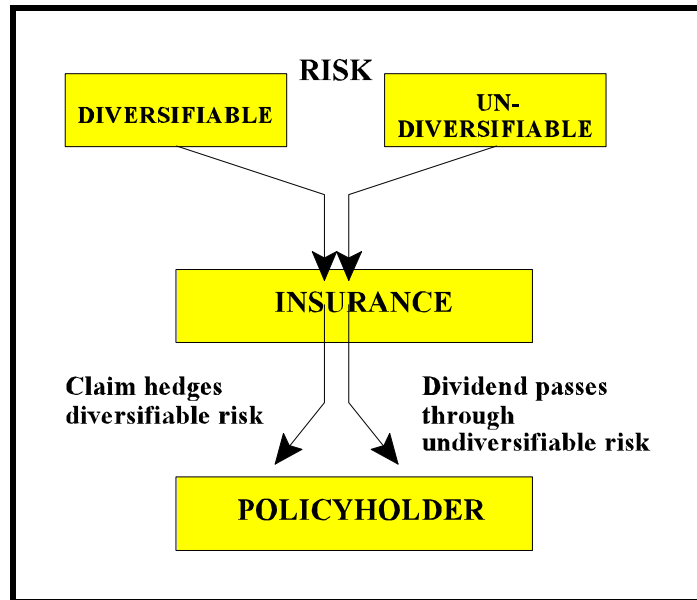 RISK
DIVERSIFIABLE
UN-
DIVERSIFIABLE
INSURANCE
Claim hedges
diversifiable risk
Dividend passes
through
undiversifiable risk
POLICYHOLDER